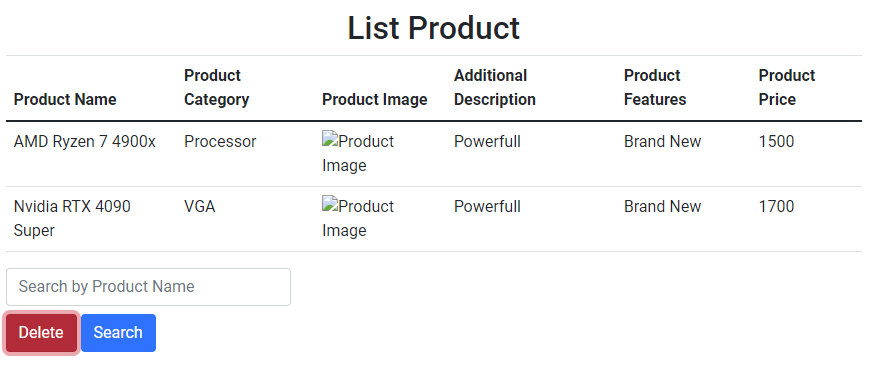 List Product
Product Name
Product
Category
Product Image
Additional
Description
Product
Features
Product
Price
AMD Ryzen 7 4900x
Processor
Product
Image
Powerfull
Brand New
1500
Nvidia RTX 4090
Super
VGA
Product
Image
Powerfull
Brand New
1700
Search by Product Name
Delete
Search